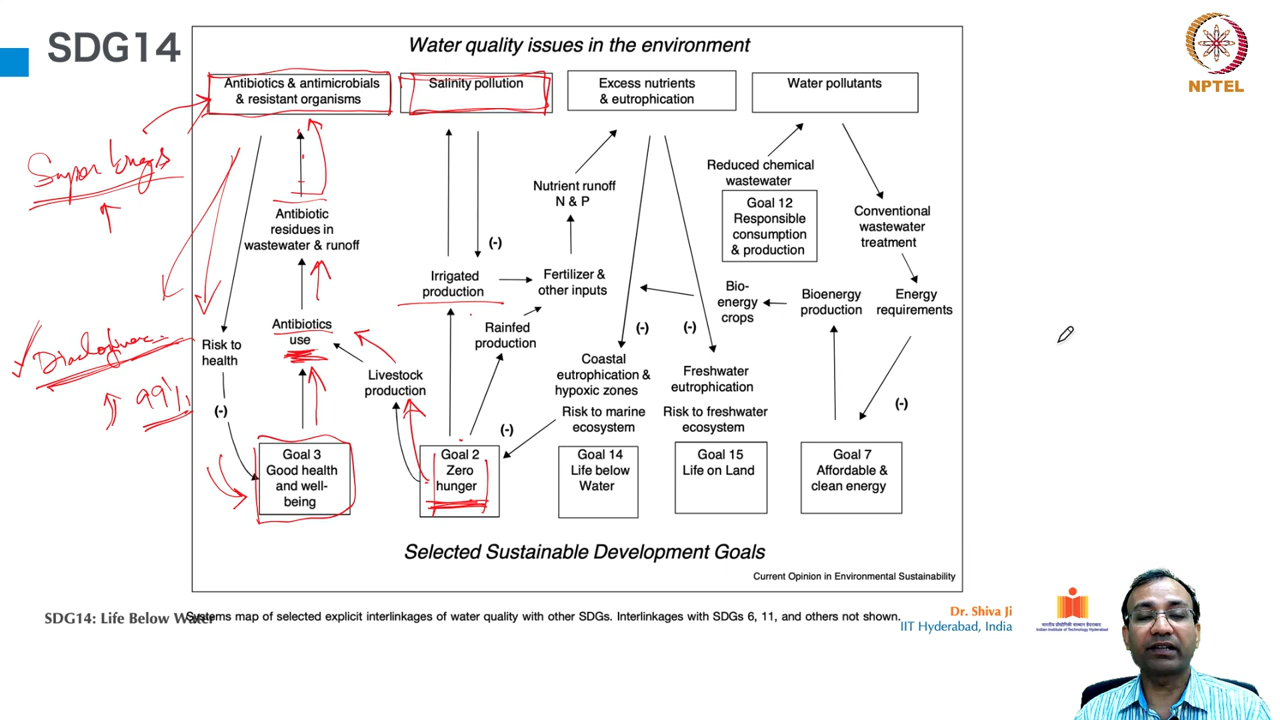 SDG14
Water quality issues in the environment
NPTEL
Antibiotics & antimicrobials
& resistant organisms
Salinity pollution
Excess nutrients
& eutrophication
Water pollutants
Super bugs
Reduced chemical
wastewater
Goal 12
Responsible
consumption
& production
Nutrient runoff
N & P
Conventional
wastewater
treatment
Antibiotic
residues in
wastewater & runoff
(-)
Irrigated
production
Fertilizer &
other inputs
Bio-
energy
crops
Bioenergy
production
Energy
requirements
Antibiotics
use
Rainfed
production
(-)
(-)
Risk to
health
99%
Livestock
production
Coastal
eutrophication &
hypoxic zones
Freshwater
eutrophication
(-)
(-)
(-)
Risk to marine
ecosystem
Risk to freshwater
ecosystem
Goal 3
Good health
and well-
being
Goal 2
Zero
hunger
Goal 14
Life below
Water
Goal 15
Life on Land
Goal 7
Affordable &
clean energy
Selected Sustainable Development Goals
Current Opinion in Environmental Sustainability
SDG14: Life Below Water
Systems map of selected explicit interlinkages of water quality with other SDGs. Interlinkages with SDGs 6, 11, and others not shown.
Dr. Shiva Ji
IIT Hyderabad, India
Indian Institute of Technology Hyderabad